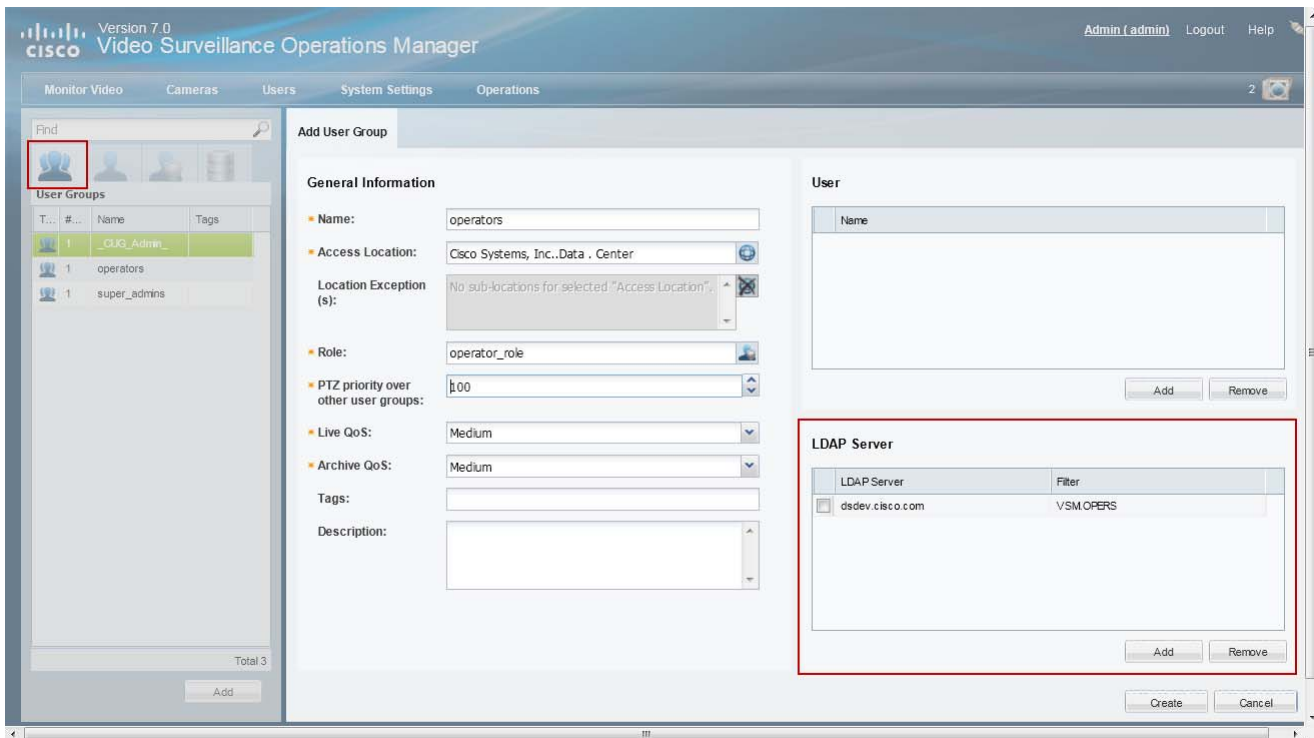 Version 7.0
CISCO Video Surveillance Operations Manager
Admin ( admin) Logout Help
Monitor Video Cameras Users System Settings Operations 2
Find
User Groups
T... #... Name Tags
1 _CUG_Admin_
1 operators
1 super_admins
Total 3
Add
Add User Group
General Information
* Name: operators
* Access Location: Cisco Systems, Inc..Data . Center
Location Exception (s): No sub-locations for selected "Access Location".
* Role: operator_role
* PTZ priority over other user groups: 100
* Live QoS: Medium
* Archive QoS: Medium
Tags:
Description:
User
Name
Add Remove
LDAP Server
LDAP Server Filter
dsdev.cisco.com VSM.OPERS
Add Remove
Create Cancel